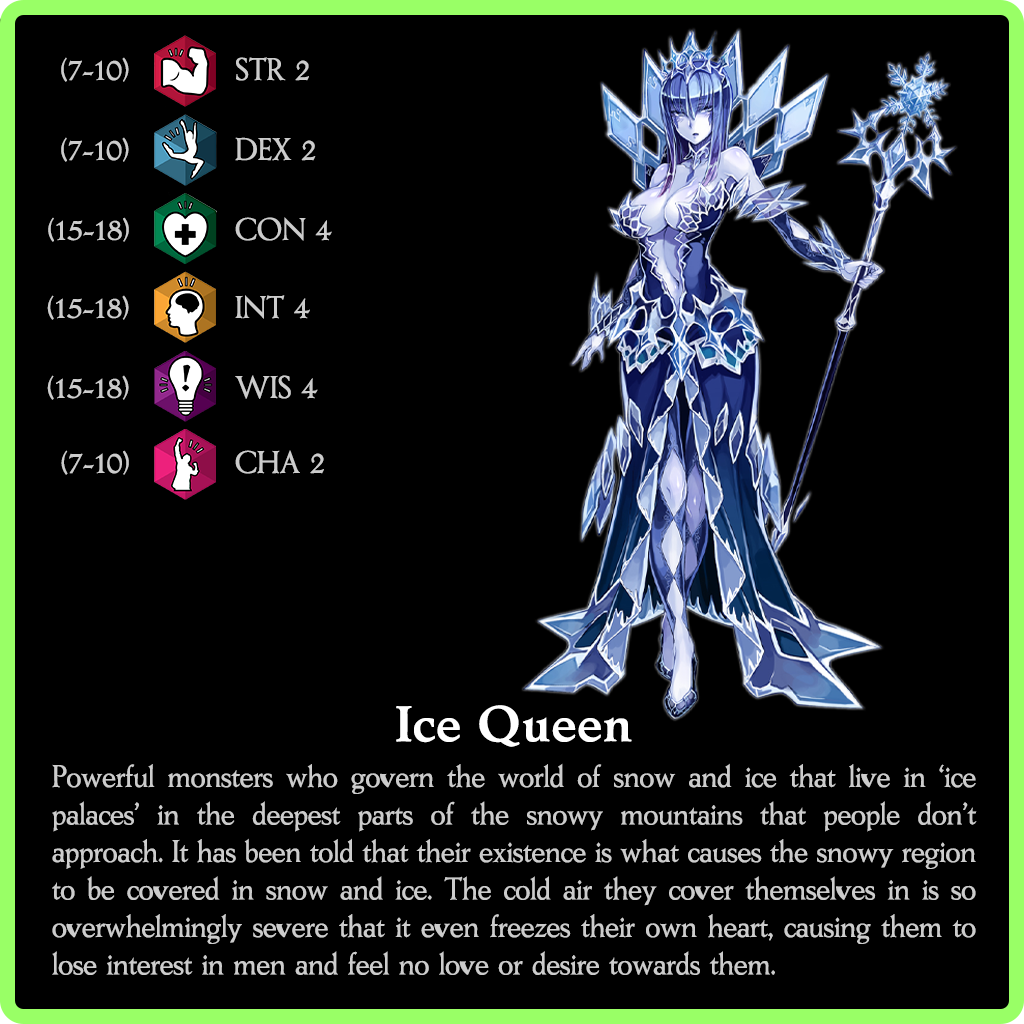 (7-10) STR 2
(7-10) DEX 2
(15-18) CON 4
(15-18) INT 4
(15-18) WIS 4
(7-10) CHA 2
Ice Queen
Powerful monsters who govern the world of snow and ice that live in ‘ice
palaces’ in the deepest parts of the snowy mountains that people don’t
approach. It has been told that their existence is what causes the snowy region
to be covered in snow and ice. The cold air they cover themselves in is so
overwhelmingly severe that it even freezes their own heart, causing them to
lose interest in men and feel no love or desire towards them.